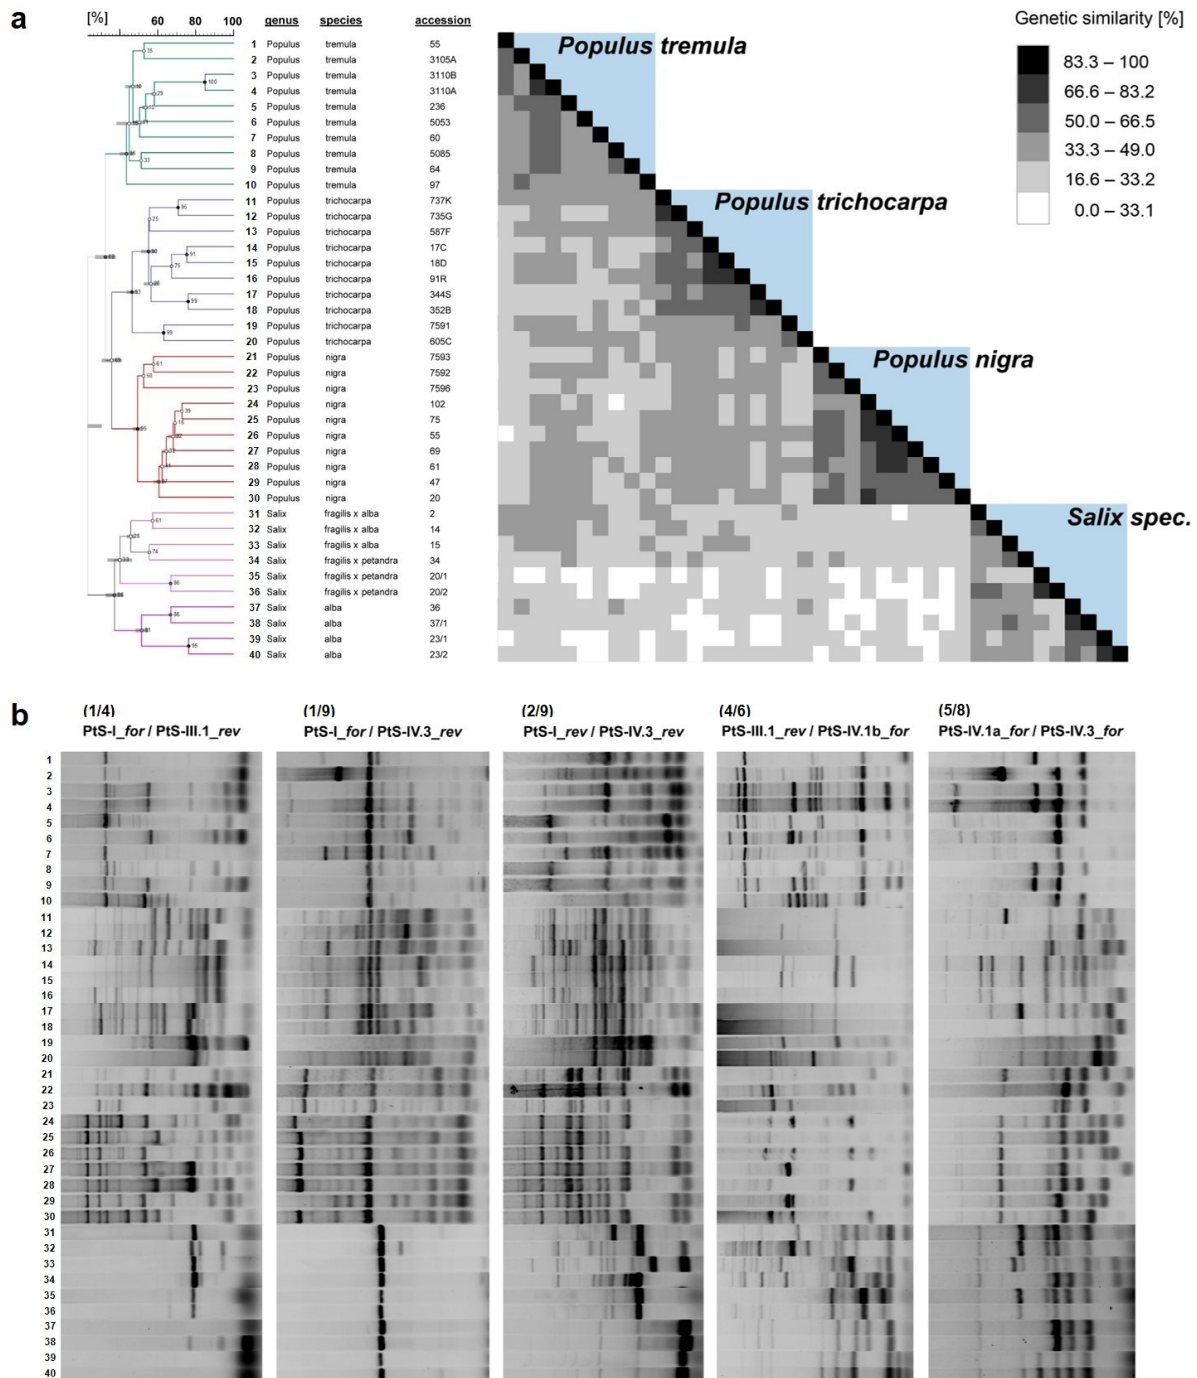 a
[%] 60 80 100 genus species accession
1 Populus tremula 55
2 Populus tremula 3105A
3 Populus tremula 3110B
4 Populus tremula 3110A
5 Populus tremula 236
6 Populus tremula 5053
7 Populus tremula 60
8 Populus tremula 5085
9 Populus tremula 64
10 Populus tremula 97
11 Populus trichocarpa 737K
12 Populus trichocarpa 735G
13 Populus trichocarpa 587F
14 Populus trichocarpa 17C
15 Populus trichocarpa 18D
16 Populus trichocarpa 91R
17 Populus trichocarpa 344S
18 Populus trichocarpa 352B
19 Populus trichocarpa 7591
20 Populus trichocarpa 605C
21 Populus nigra 7593
22 Populus nigra 7592
23 Populus nigra 7596
24 Populus nigra 102
25 Populus nigra 75
26 Populus nigra 55
27 Populus nigra 69
28 Populus nigra 61
29 Populus nigra 47
30 Populus nigra 20
31 Salix fragilis x alba 2
32 Salix fragilis x alba 14
33 Salix fragilis x alba 15
34 Salix fragilis x petandra 34
35 Salix fragilis x petandra 20/1
36 Salix fragilis x petandra 20/2
37 Salix alba 36
38 Salix alba 37/1
39 Salix alba 23/1
40 Salix alba 23/2
Populus tremula
Populus trichocarpa
Populus nigra
Salix spec.
Genetic similarity [%]
83.3 – 100
66.6 – 83.2
50.0 – 66.5
33.3 – 49.0
16.6 – 33.2
0.0 – 33.1
b
(1/4)
PtS-I_for / PtS-III.1_rev
(1/9)
PtS-I_for / PtS-IV.3_rev
(2/9)
PtS-I_rev / PtS-IV.3_rev
(4/6)
PtS-III.1_rev / PtS-IV.1b_for
(5/8)
PtS-IV.1a_for / PtS-IV.3_for
1
2
3
4
5
6
7
8
9
10
11
12
13
14
15
16
17
18
19
20
21
22
23
24
25
26
27
28
29
30
31
32
33
34
35
36
37
38
39
40